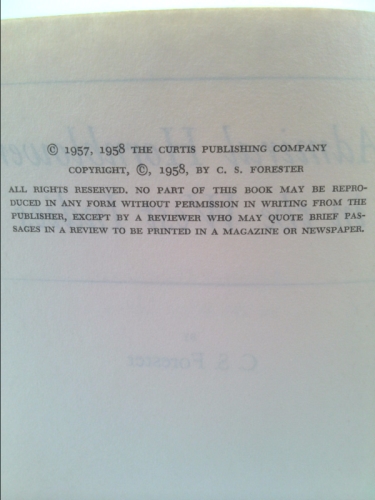 © 1957, 1958 THE CURTIS PUBLISHING COMPANY
COPYRIGHT, ©, 1958, BY C. S. FORESTER
ALL RIGHTS RESERVED. NO PART OF THIS BOOK MAY BE REPRO-
DUCED IN ANY FORM WITHOUT PERMISSION IN WRITING FROM THE
PUBLISHER, EXCEPT BY A REVIEWER WHO MAY QUOTE BRIEF PAS-
SAGES IN A REVIEW TO BE PRINTED IN A MAGAZINE OR NEWSPAPER.